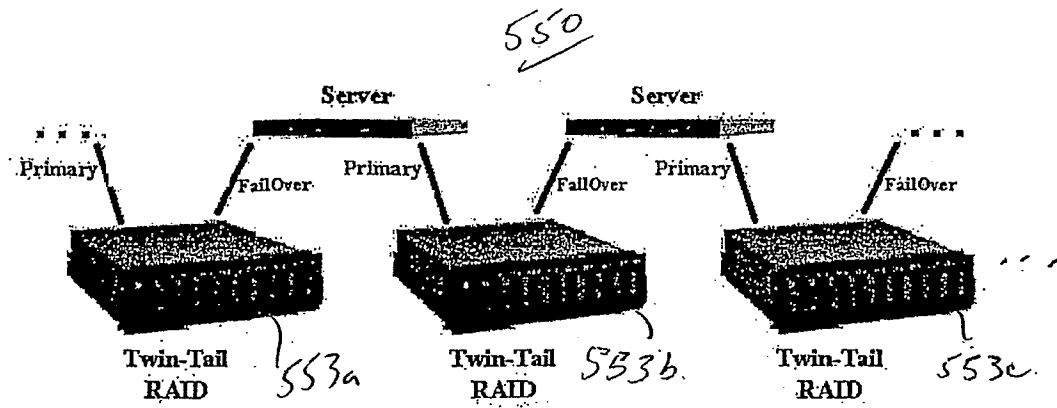 550
Server Server
Primary FailOver Primary FailOver Primary FailOver
Twin-Tail RAID 553a
Twin-Tail RAID 553b.
Twin-Tail RAID 553c